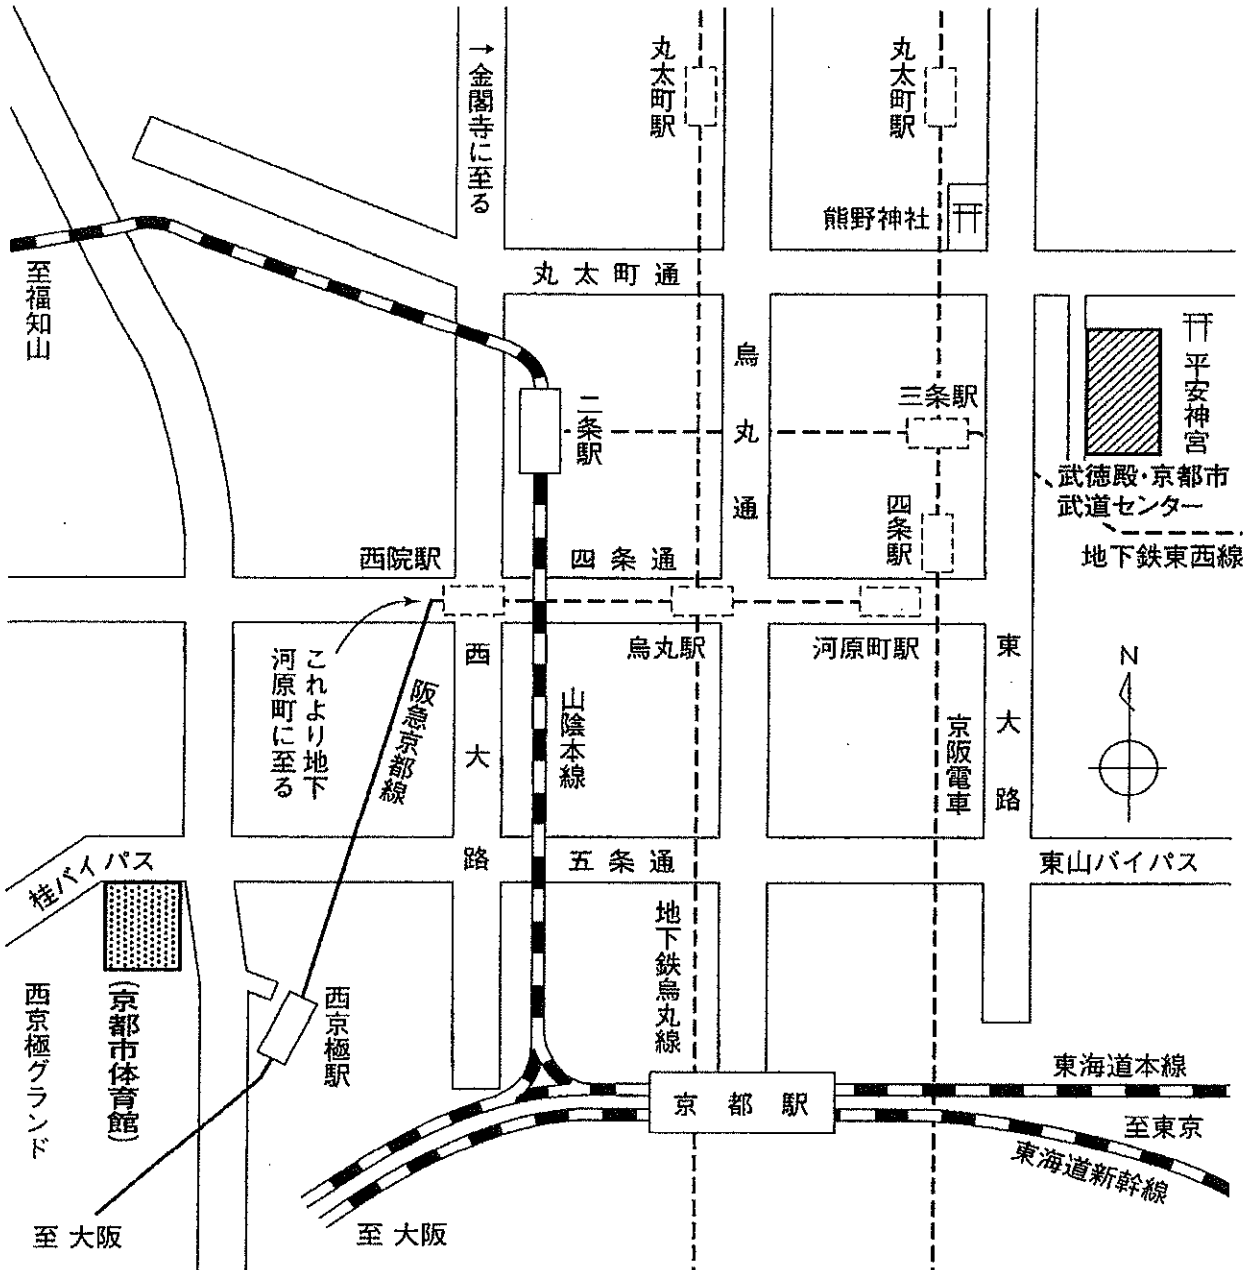 →金閣寺に至る
丸太町駅
丸太町駅
熊野神社
丸太町通
至福知山
烏丸通
二条駅
三条駅
平安神宮
武徳殿・京都市
武道センター
四条駅
地下鉄東西線
西院駅
四条通
烏丸駅
河原町駅
これより地下
河原町に至る
西大路
阪急京都線
山陰本線
京阪電車
東大路
N
桂バイパス
五条通
東山バイパス
地下鉄烏丸線
西京極グランド
(京都市体育館)
西京極駅
京都駅
東海道本線
至東京
東海道新幹線
至 大阪
至 大阪